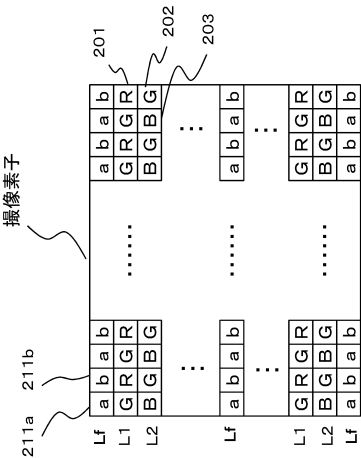 撮像素子
211a 211b
201
202
203
Lf a b a b a b a b
L1 G R G R …… G R G R
L2 B G B G B G B G
… …
Lf a b a b …… a b a b
… …
L1 G R G R G R G R
L2 B G B G …… B G B G
Lf a b a b a b a b